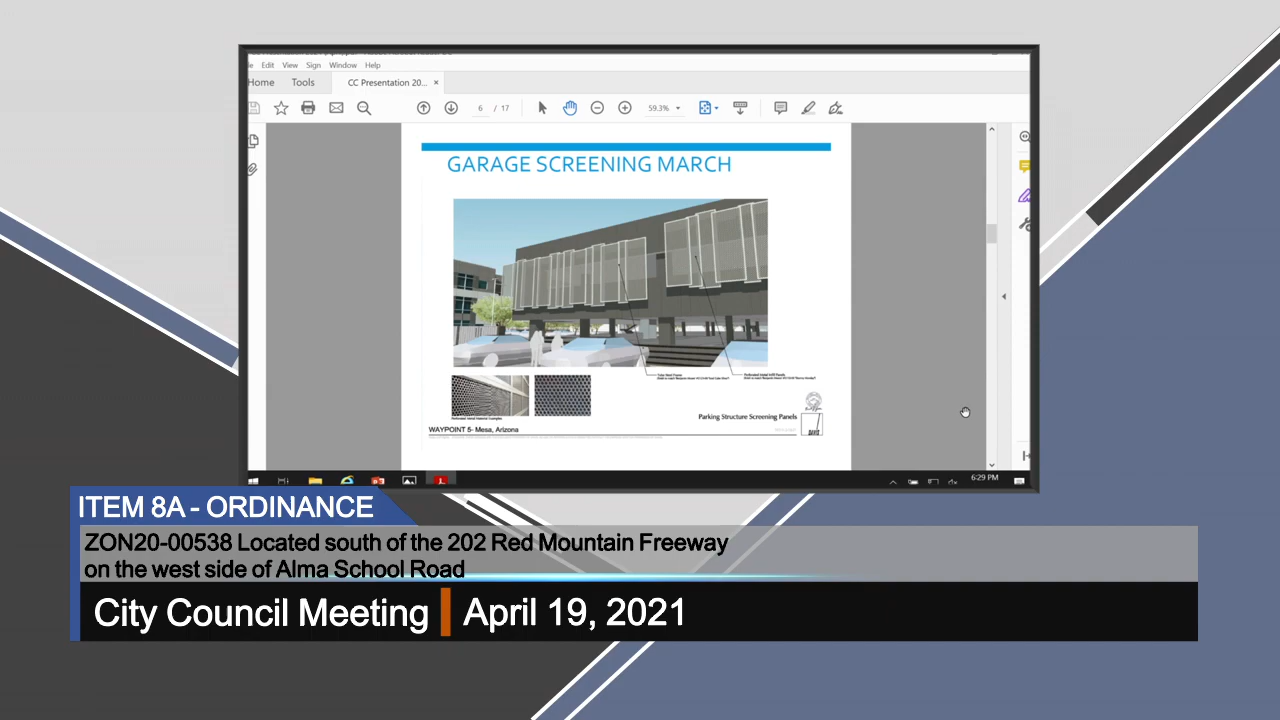 Edit View Sign Window Help
Home Tools CC Presentation 20... ×
6 / 17 59.3%
GARAGE SCREENING MARCH
Parking Structure Screening Panels
WAYPOINT 5- Mesa, Arizona
DAVIS
6:29 PM
ITEM 8A - ORDINANCE
ZON20-00538 Located south of the 202 Red Mountain Freeway
on the west side of Alma School Road
City Council Meeting April 19, 2021